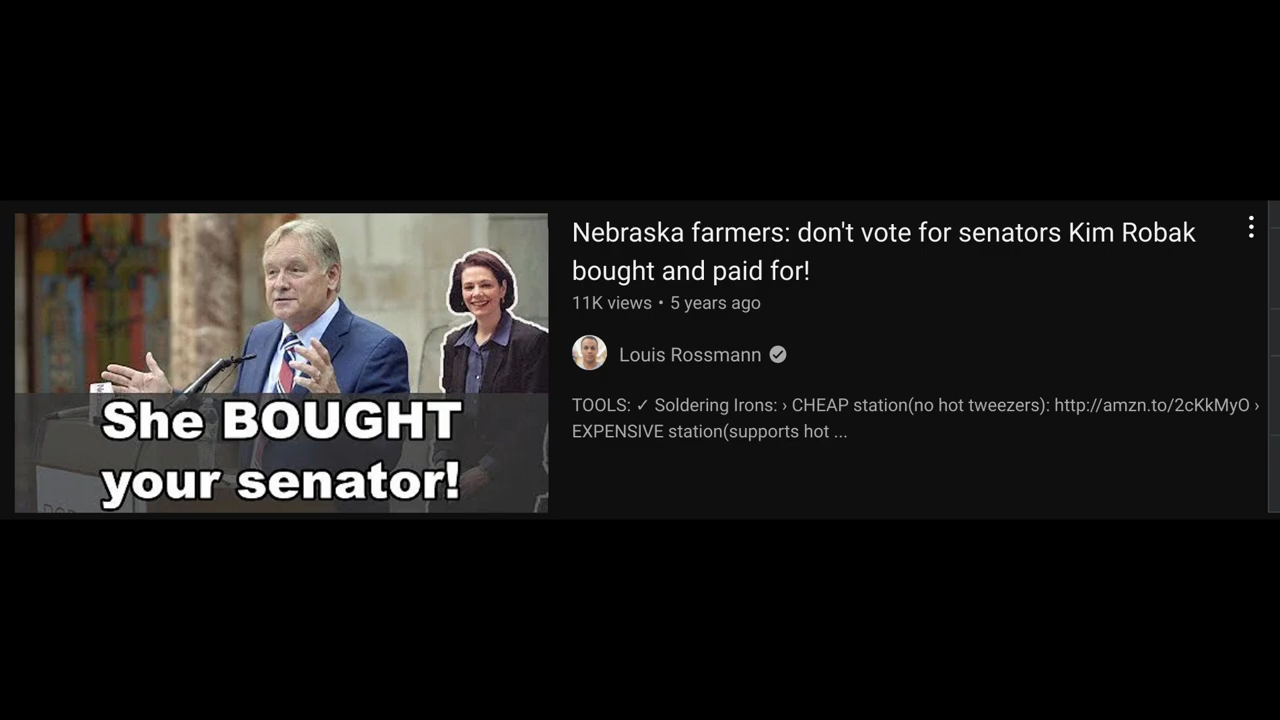 Nebraska farmers: don't vote for senators Kim Robak
bought and paid for!
11K views • 5 years ago
Louis Rossmann
TOOLS: ✓ Soldering Irons: › CHEAP station(no hot tweezers): http://amzn.to/2cKkMyO ›
EXPENSIVE station(supports hot ...
She BOUGHT
your senator!